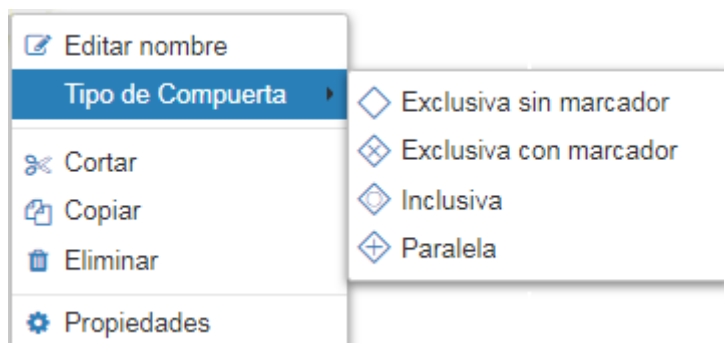 Editar nombre
Tipo de Compuerta
Cortar
Copiar
Eliminar
Propiedades
Exclusiva sin marcador
Exclusiva con marcador
Inclusiva
Paralela